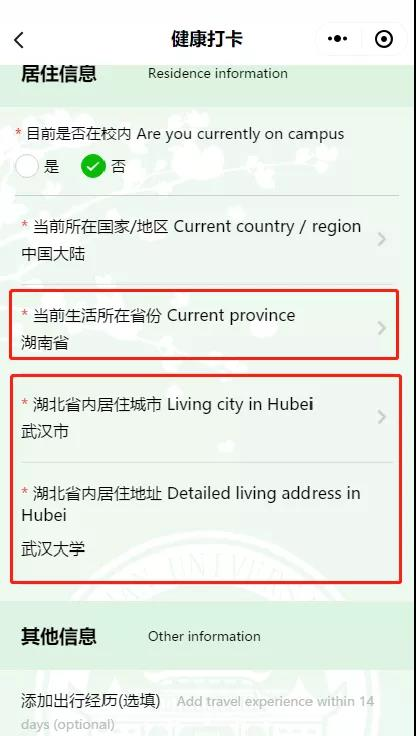 健康打卡
居住信息 Residence information
* 目前是否在校内 Are you currently on campus
是 否
* 当前所在国家/地区 Current country / region
中国大陆
* 当前生活所在省份 Current province
湖南省
* 湖北省内居住城市 Living city in Hubei
武汉市
* 湖北省内居住地址 Detailed living address in
Hubei
武汉大学
其他信息 Other information
添加出行经历(选填) Add travel experience within 14
days (optional)